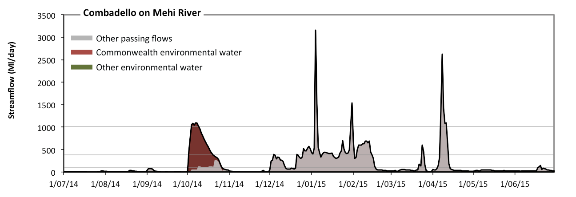 Combadello on Mehi River
3500
3000
2500
2000
1500
1000
500
0
Streamflow (Ml/day)
Other passing flows
Commonwealth environmental water
Other environmental water
1/07/14 1/08/14 1/09/14 1/10/14 1/11/14 1/12/14 1/01/15 1/02/15 1/03/15 1/04/15 1/05/15 1/06/15